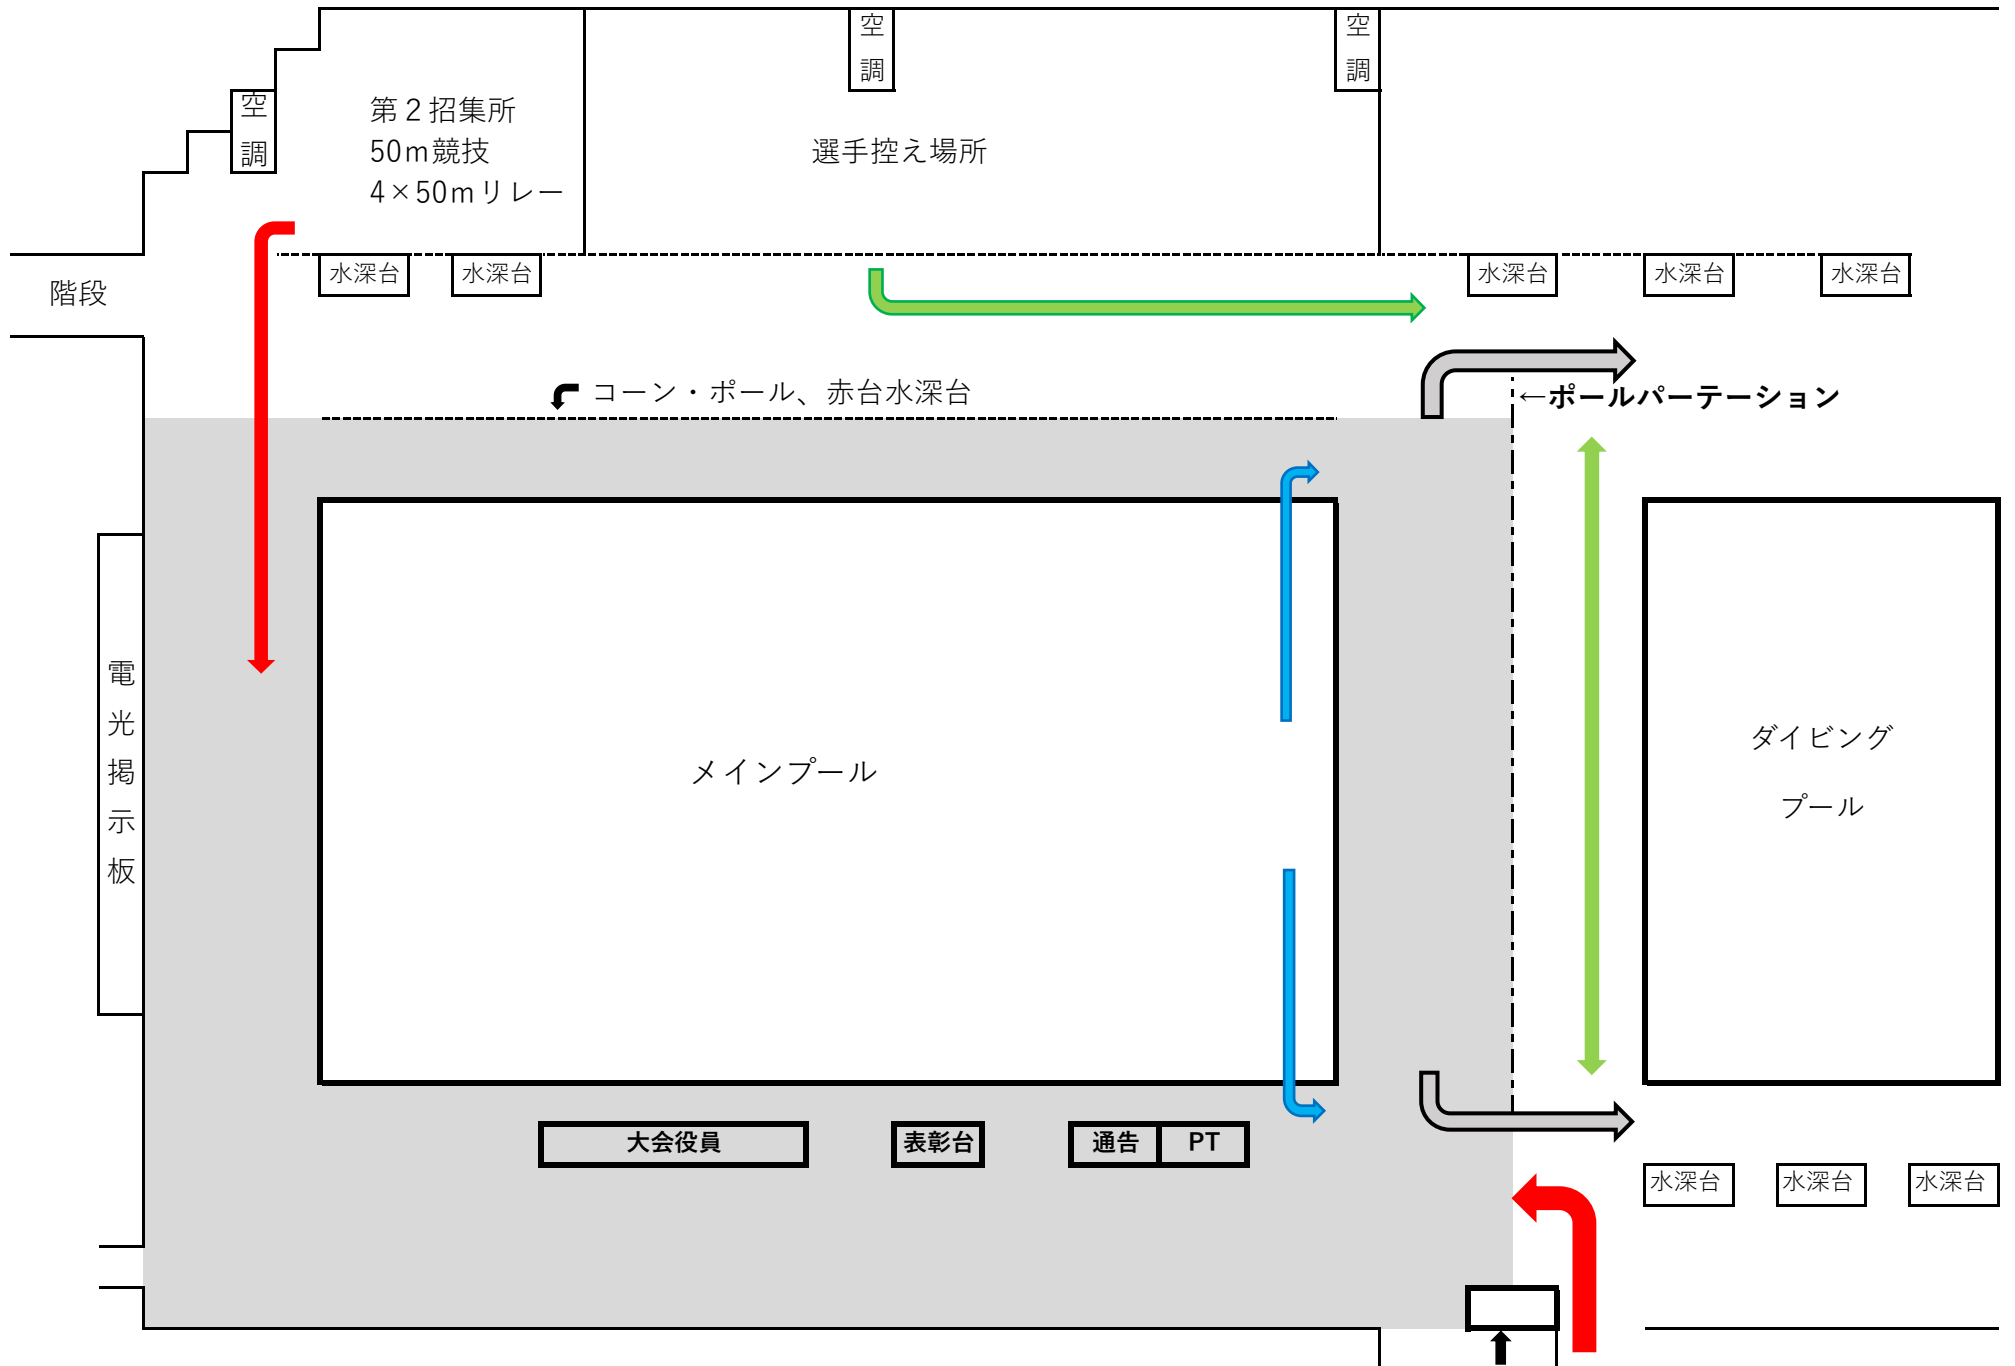 空調
空調
空調
第２招集所
50m競技
4×50mリレー
選手控え場所
階段
水深台
水深台
水深台
水深台
水深台
コーン・ポール、赤台水深台
←ポールパーテーション
電光掲示板
メインプール
ダイビング
プール
大会役員
表彰台
通告
PT
水深台
水深台
水深台